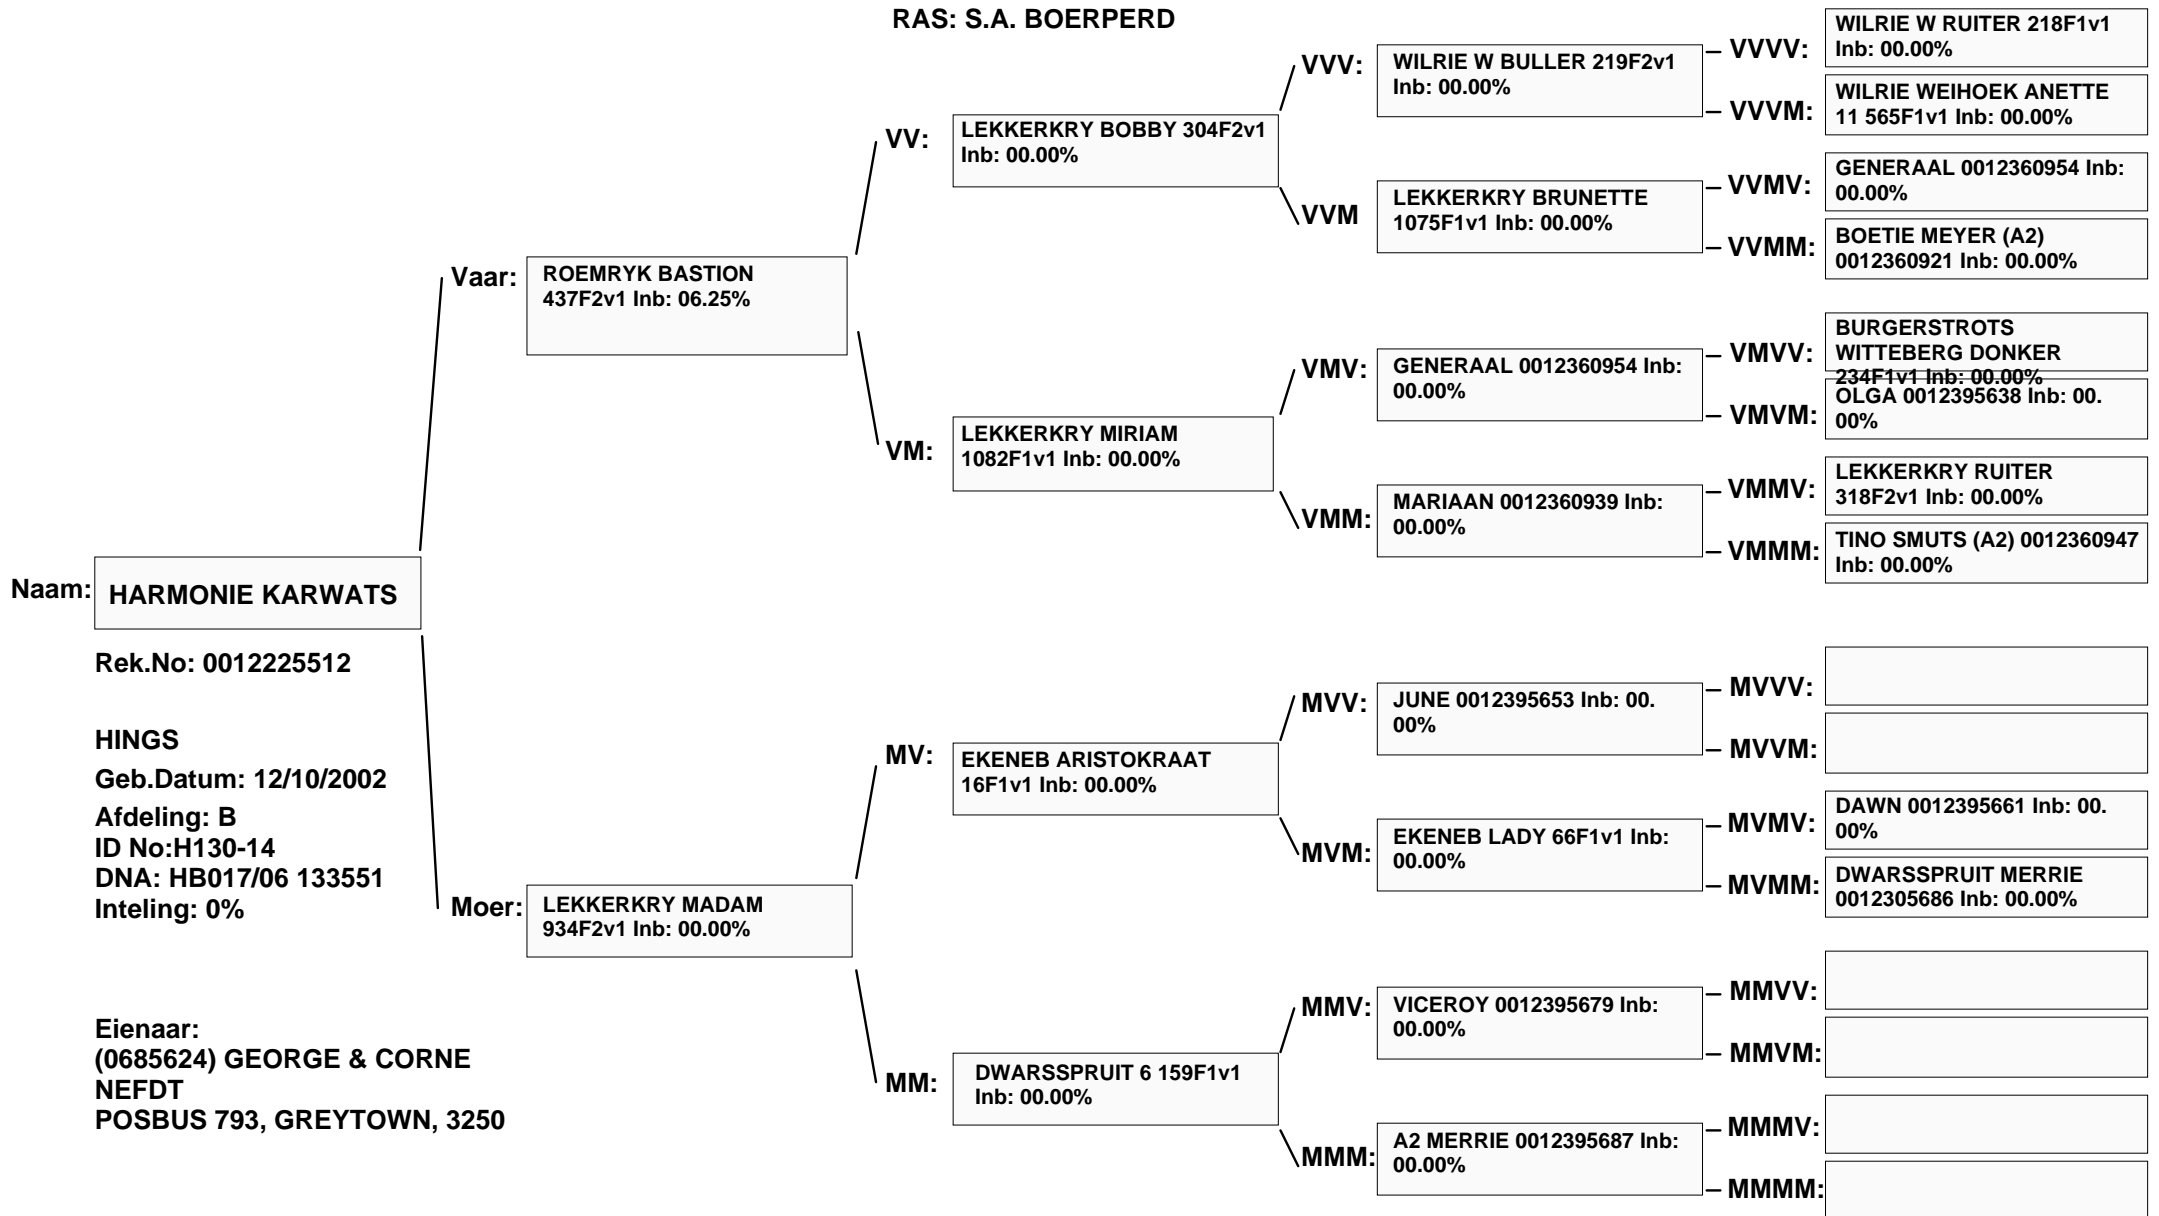 RAS: S.A. BOERPERD
Naam:
HARMONIE KARWATS
Rek.No: 0012225512
HINGS
Geb.Datum: 12/10/2002
Afdeling: B
ID No:H130-14
DNA: HB017/06 133551
Inteling: 0%
Eienaar:
(0685624) GEORGE & CORNE
NEFDT
POSBUS 793, GREYTOWN, 3250
Vaar:
ROEMRYK BASTION
437F2v1 Inb: 06.25%
Moer:
LEKKERKRY MADAM
934F2v1 Inb: 00.00%
VV:
LEKKERKRY BOBBY 304F2v1
Inb: 00.00%
VM:
LEKKERKRY MIRIAM
1082F1v1 Inb: 00.00%
MV:
EKENEB ARISTOKRAAT
16F1v1 Inb: 00.00%
MM:
DWARSSPRUIT 6 159F1v1
Inb: 00.00%
VVV:
WILRIE W BULLER 219F2v1
Inb: 00.00%
VVM
LEKKERKRY BRUNETTE
1075F1v1 Inb: 00.00%
VMV:
GENERAAL 0012360954 Inb:
00.00%
VMM:
MARIAAN 0012360939 Inb:
00.00%
MVV:
JUNE 0012395653 Inb: 00.
00%
MVM:
EKENEB LADY 66F1v1 Inb:
00.00%
MMV:
VICEROY 0012395679 Inb:
00.00%
MMM:
A2 MERRIE 0012395687 Inb:
00.00%
VVVV:
WILRIE W RUITER 218F1v1
Inb: 00.00%
VVVM:
WILRIE WEIHOEK ANETTE
11 565F1v1 Inb: 00.00%
VVMV:
GENERAAL 0012360954 Inb:
00.00%
VVMM:
BOETIE MEYER (A2)
0012360921 Inb: 00.00%
VMVV:
BURGERSTROTS
WITTEBERG DONKER
234F1v1 Inb: 00.00%
VMVM:
OLGA 0012395638 Inb: 00.
00%
VMMV:
LEKKERKRY RUITER
318F2v1 Inb: 00.00%
VMMM:
TINO SMUTS (A2) 0012360947
Inb: 00.00%
MVVV:
MVVM:
MVMV:
DAWN 0012395661 Inb: 00.
00%
MVMM:
DWARSSPRUIT MERRIE
0012305686 Inb: 00.00%
MMVV:
MMVM:
MMMV:
MMMM: